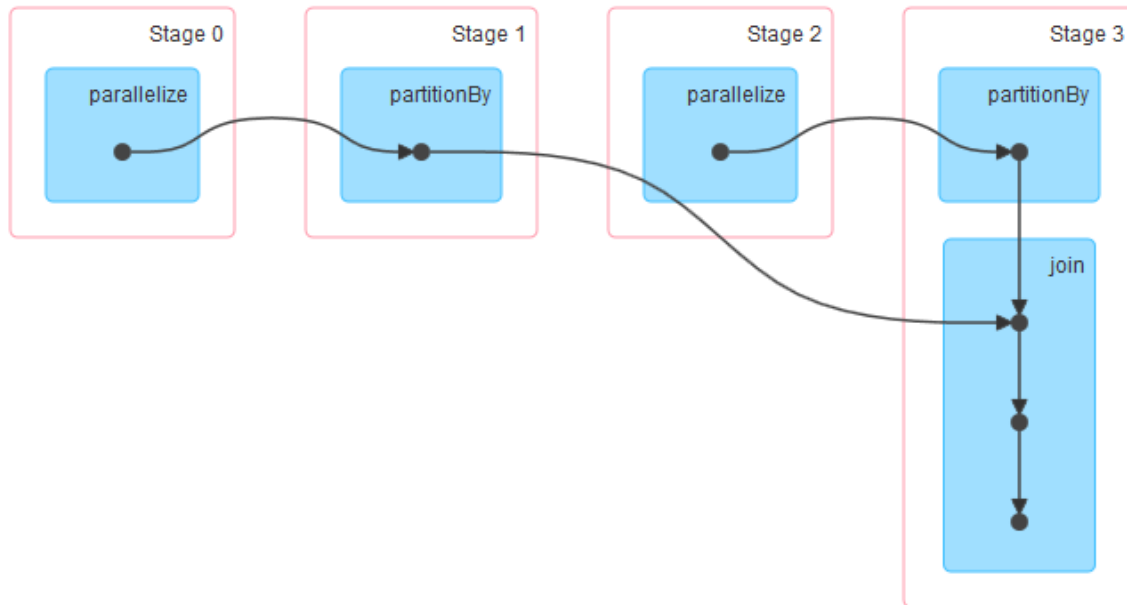 Stage 0
parallelize
Stage 1
partitionBy
Stage 2
parallelize
Stage 3
partitionBy
join